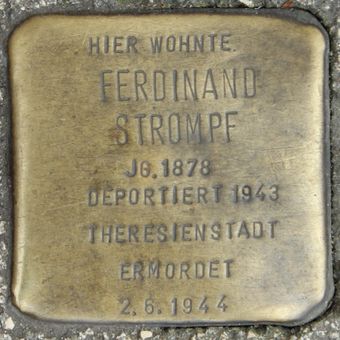 HIER WOHNTE
FERDINAND
STROMPF
JG. 1878
DEPORTIERT 1943
THERESIENSTADT
ERMORDET
2.6.1944